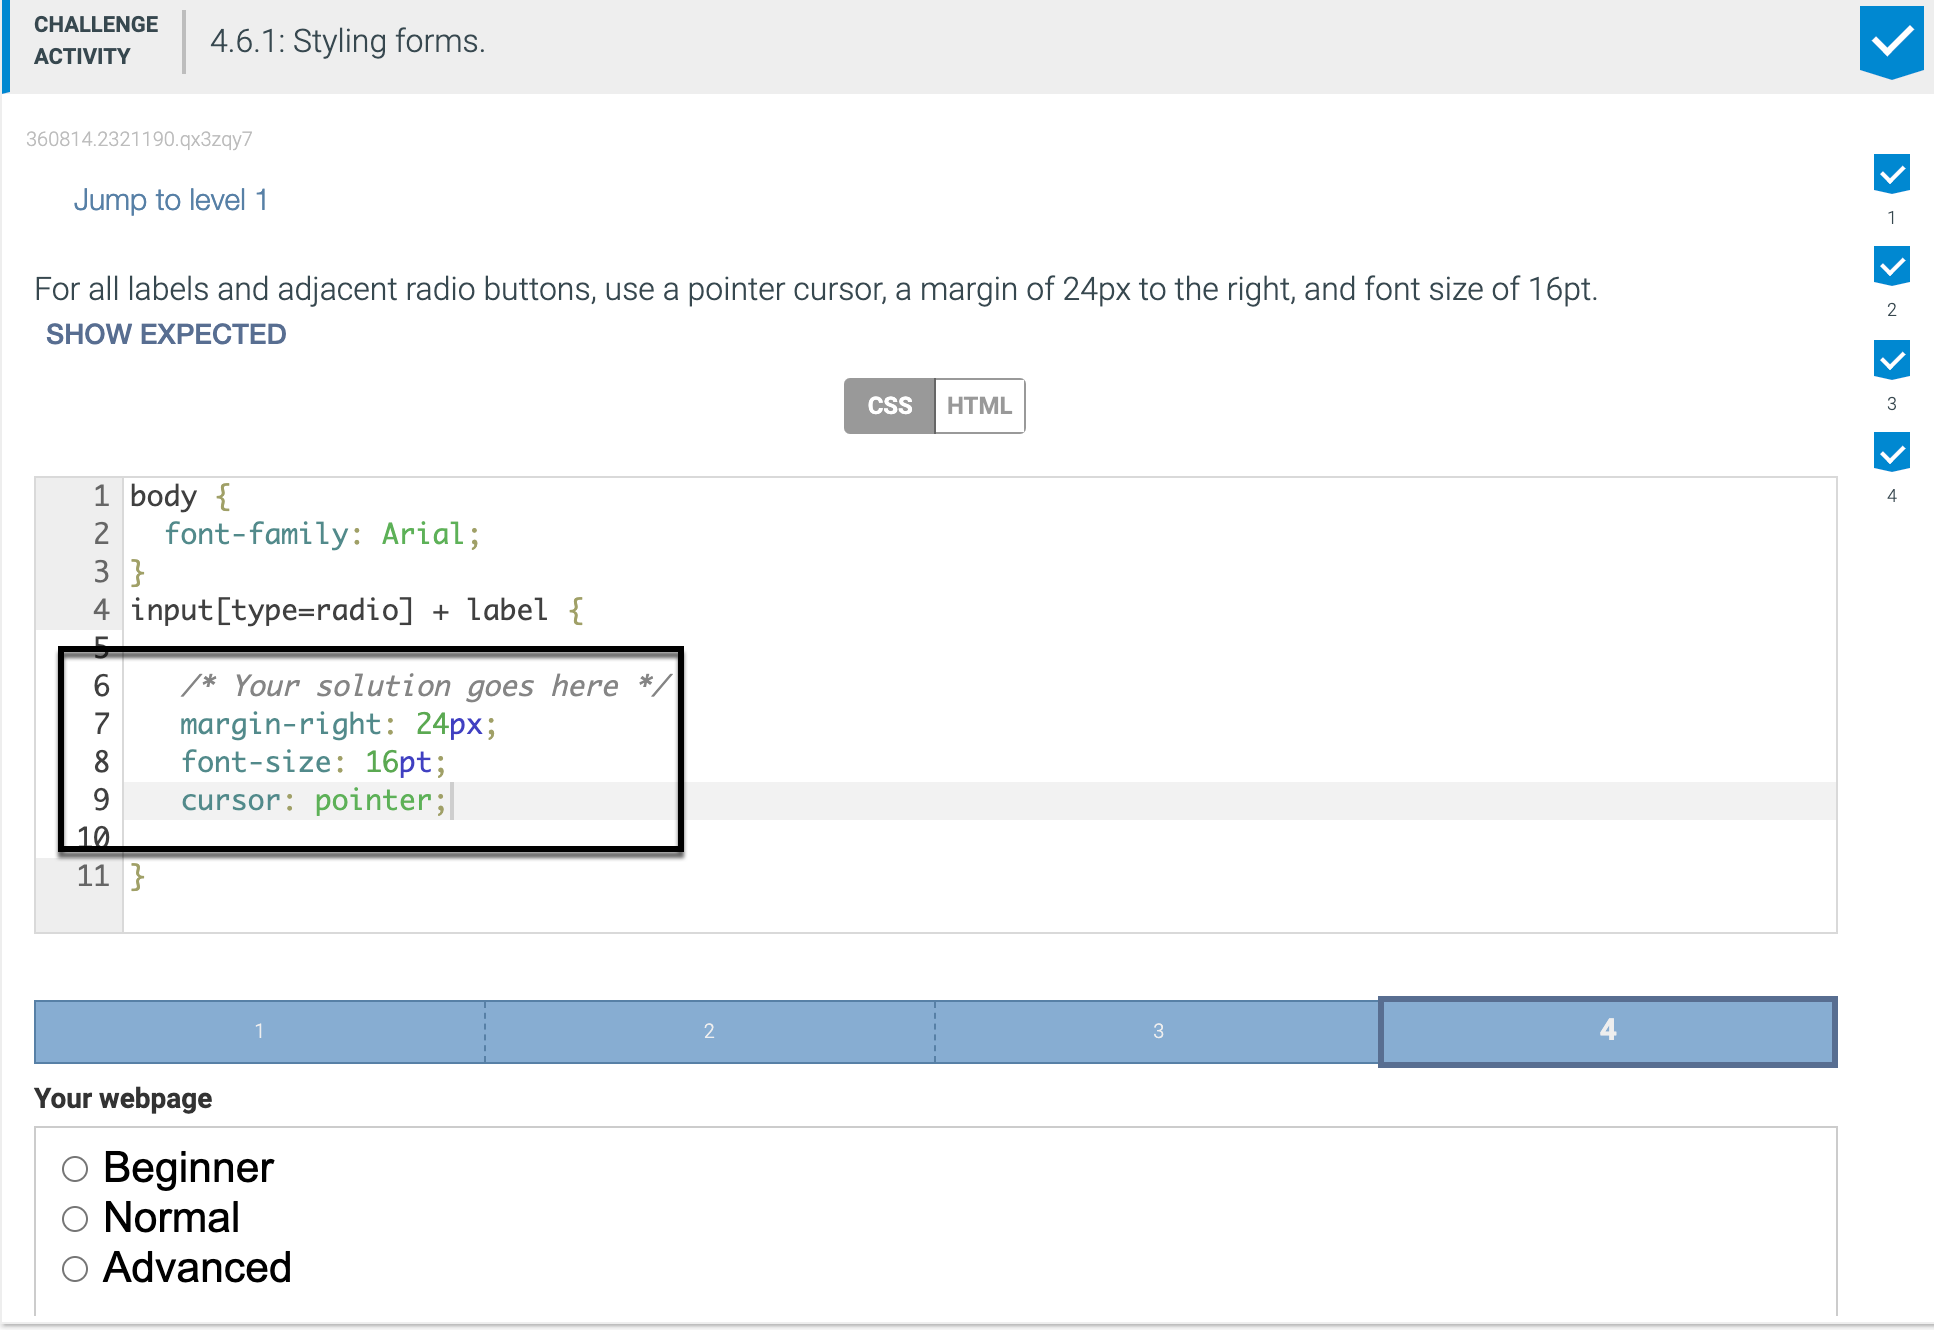 CHALLENGE
ACTIVITY
4.6.1: Styling forms.
360814.2321190.qx3zqy7
Jump to level 1
1
2
3
4
For all labels and adjacent radio buttons, use a pointer cursor, a margin of 24px to the right, and font size of 16pt.
SHOW EXPECTED
CSS HTML
1 body {
2 font-family: Arial;
3 }
4 input[type=radio] + label {
5
6 /* Your solution goes here */
7 margin-right: 24px;
8 font-size: 16pt;
9 cursor: pointer;
10
11 }
1 2 3 4
Your webpage
Beginner
Normal
Advanced